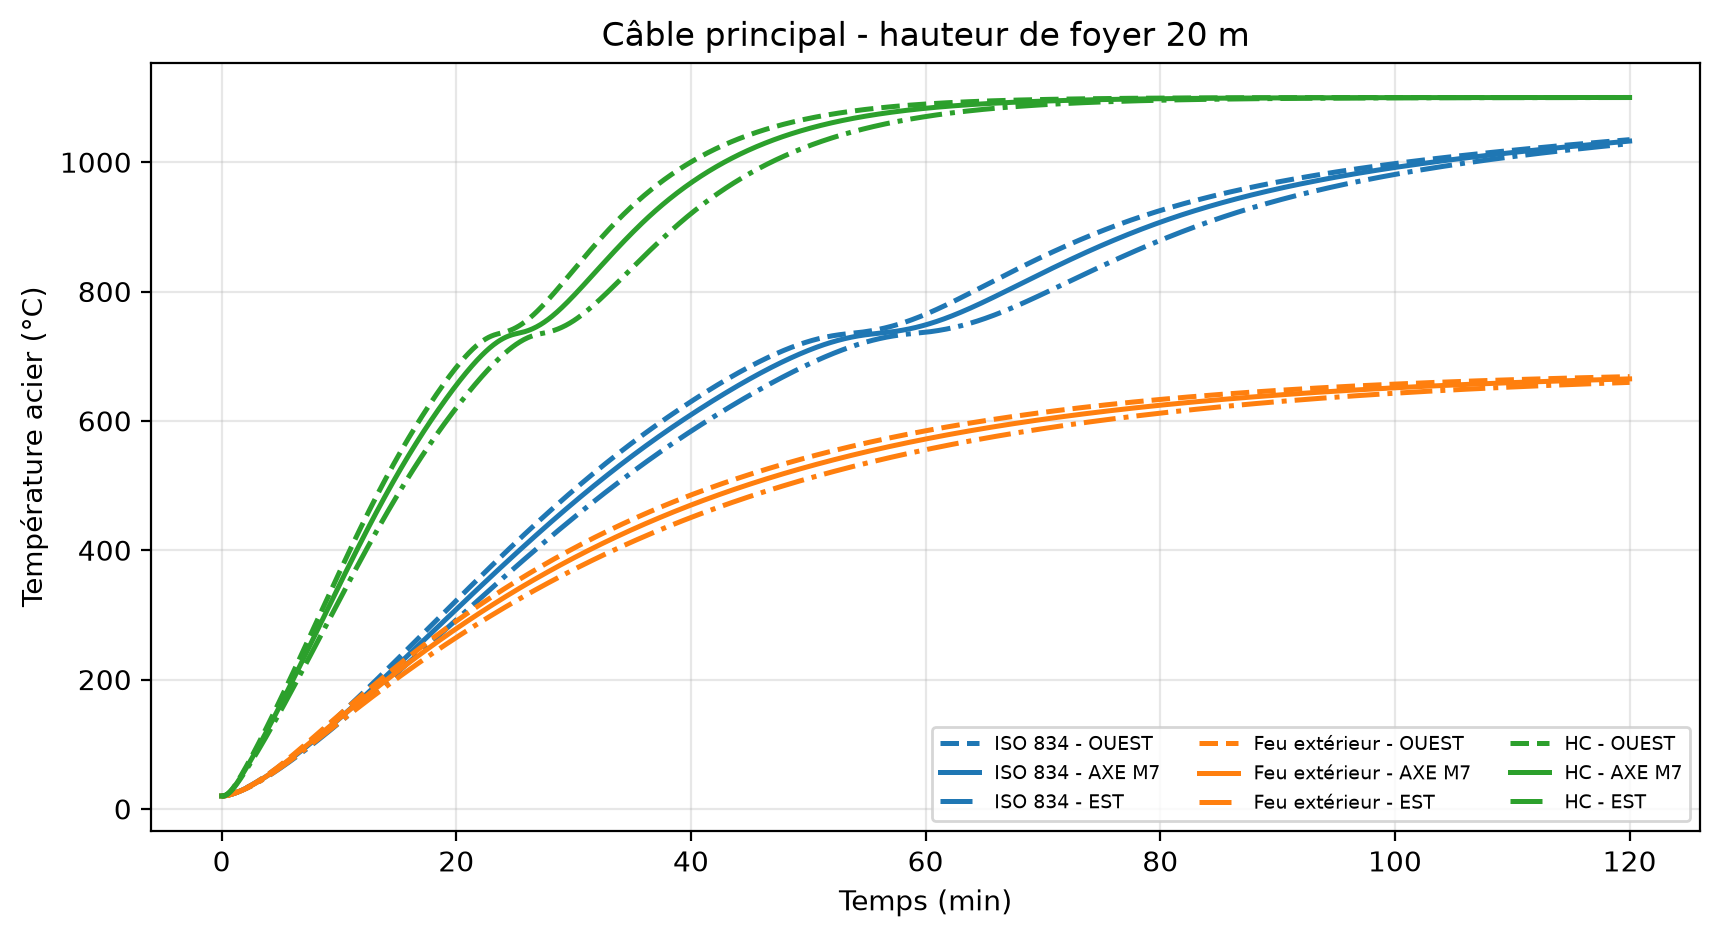 Câble principal - hauteur de foyer 20 m
Température acier (°C)
1000
800
600
400
200
0
0 20 40 60 80 100 120
Temps (min)
ISO 834 - OUEST Feu extérieur - OUEST HC - OUEST
ISO 834 - AXE M7 Feu extérieur - AXE M7 HC - AXE M7
ISO 834 - EST Feu extérieur - EST HC - EST